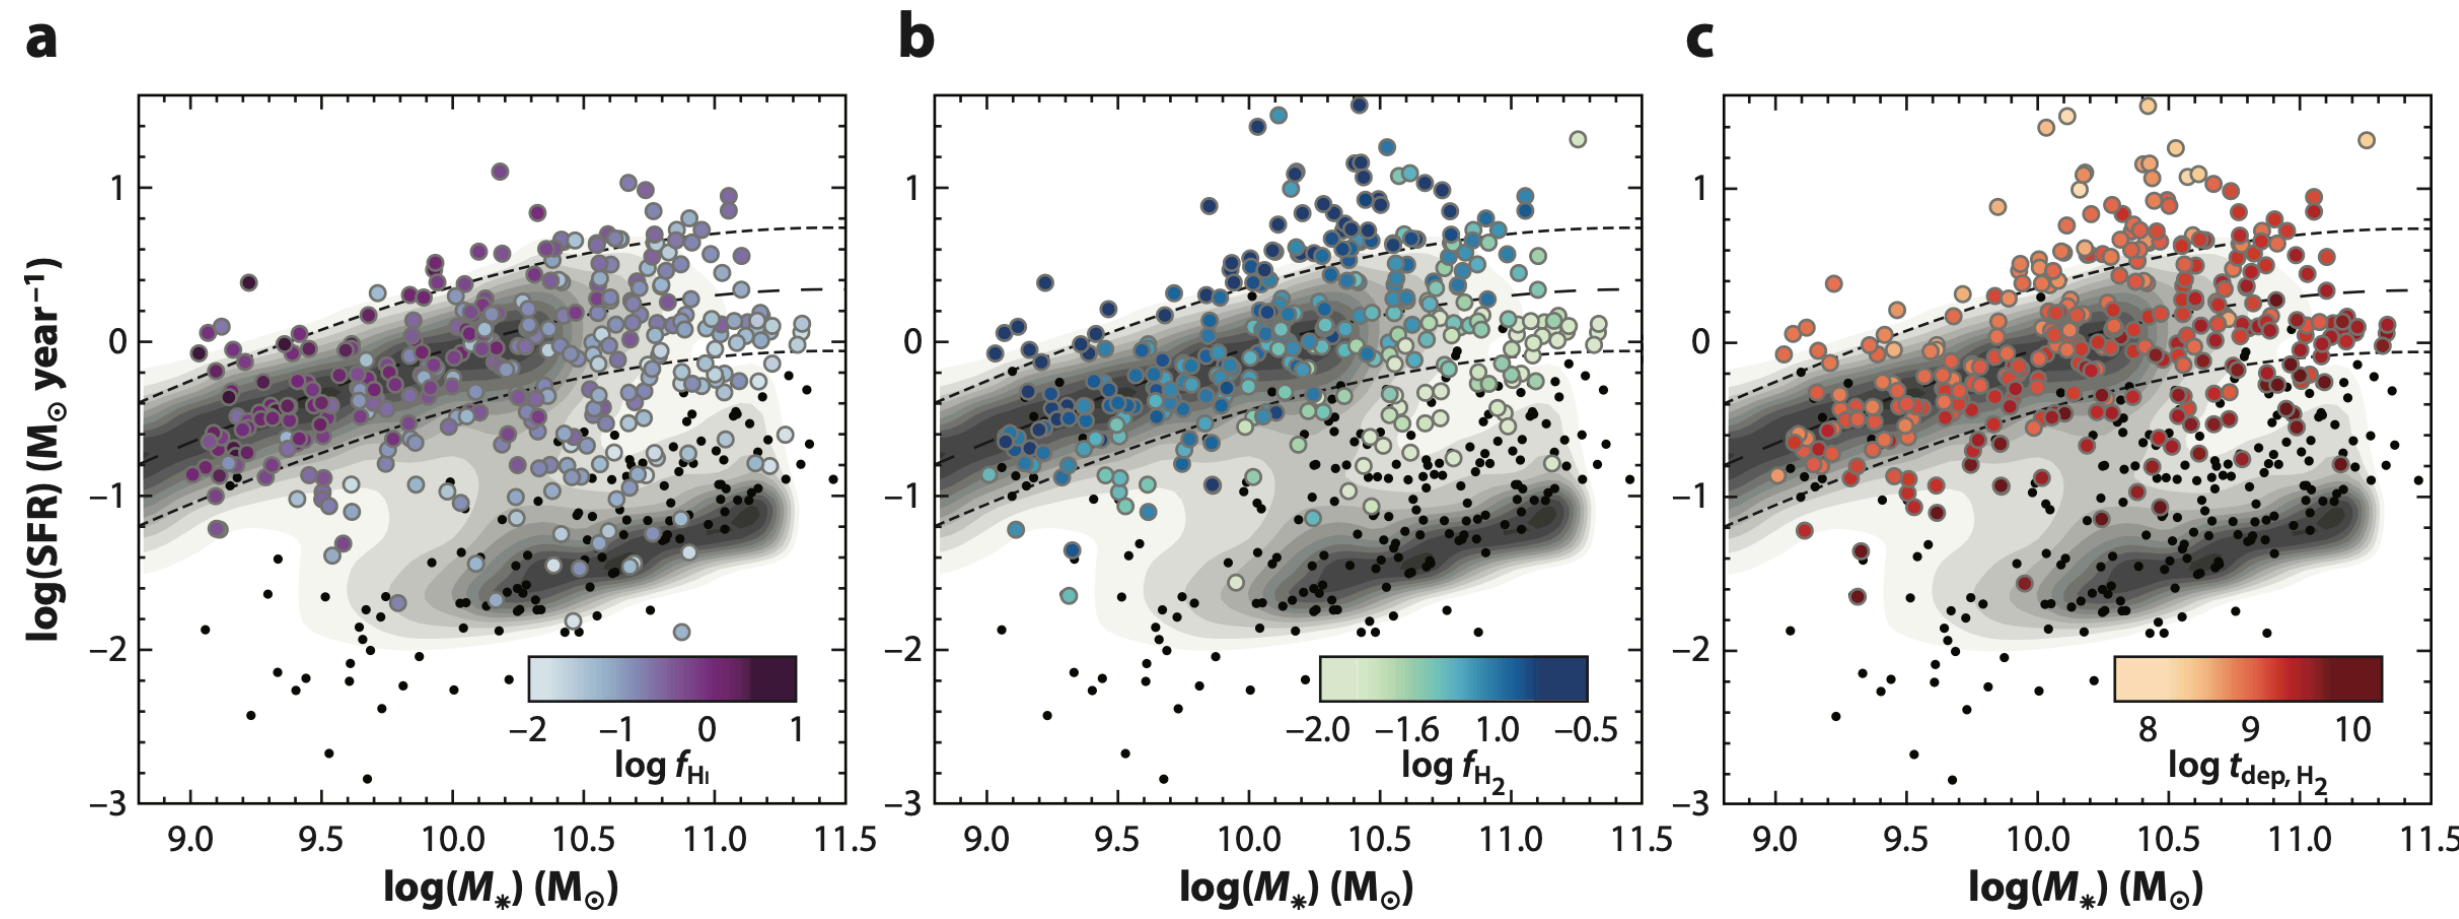 a
b
c
log(SFR) (M⊙ year−1)
1
0
−1
−2
−3
9.0 9.5 10.0 10.5 11.0 11.5
log(M*) (M⊙)
−2 −1 0 1
log fHI
1
0
−1
−2
−3
9.0 9.5 10.0 10.5 11.0 11.5
log(M*) (M⊙)
−2.0 −1.6 1.0 −0.5
log fH2
1
0
−1
−2
−3
9.0 9.5 10.0 10.5 11.0 11.5
log(M*) (M⊙)
8 9 10
log tdep, H2